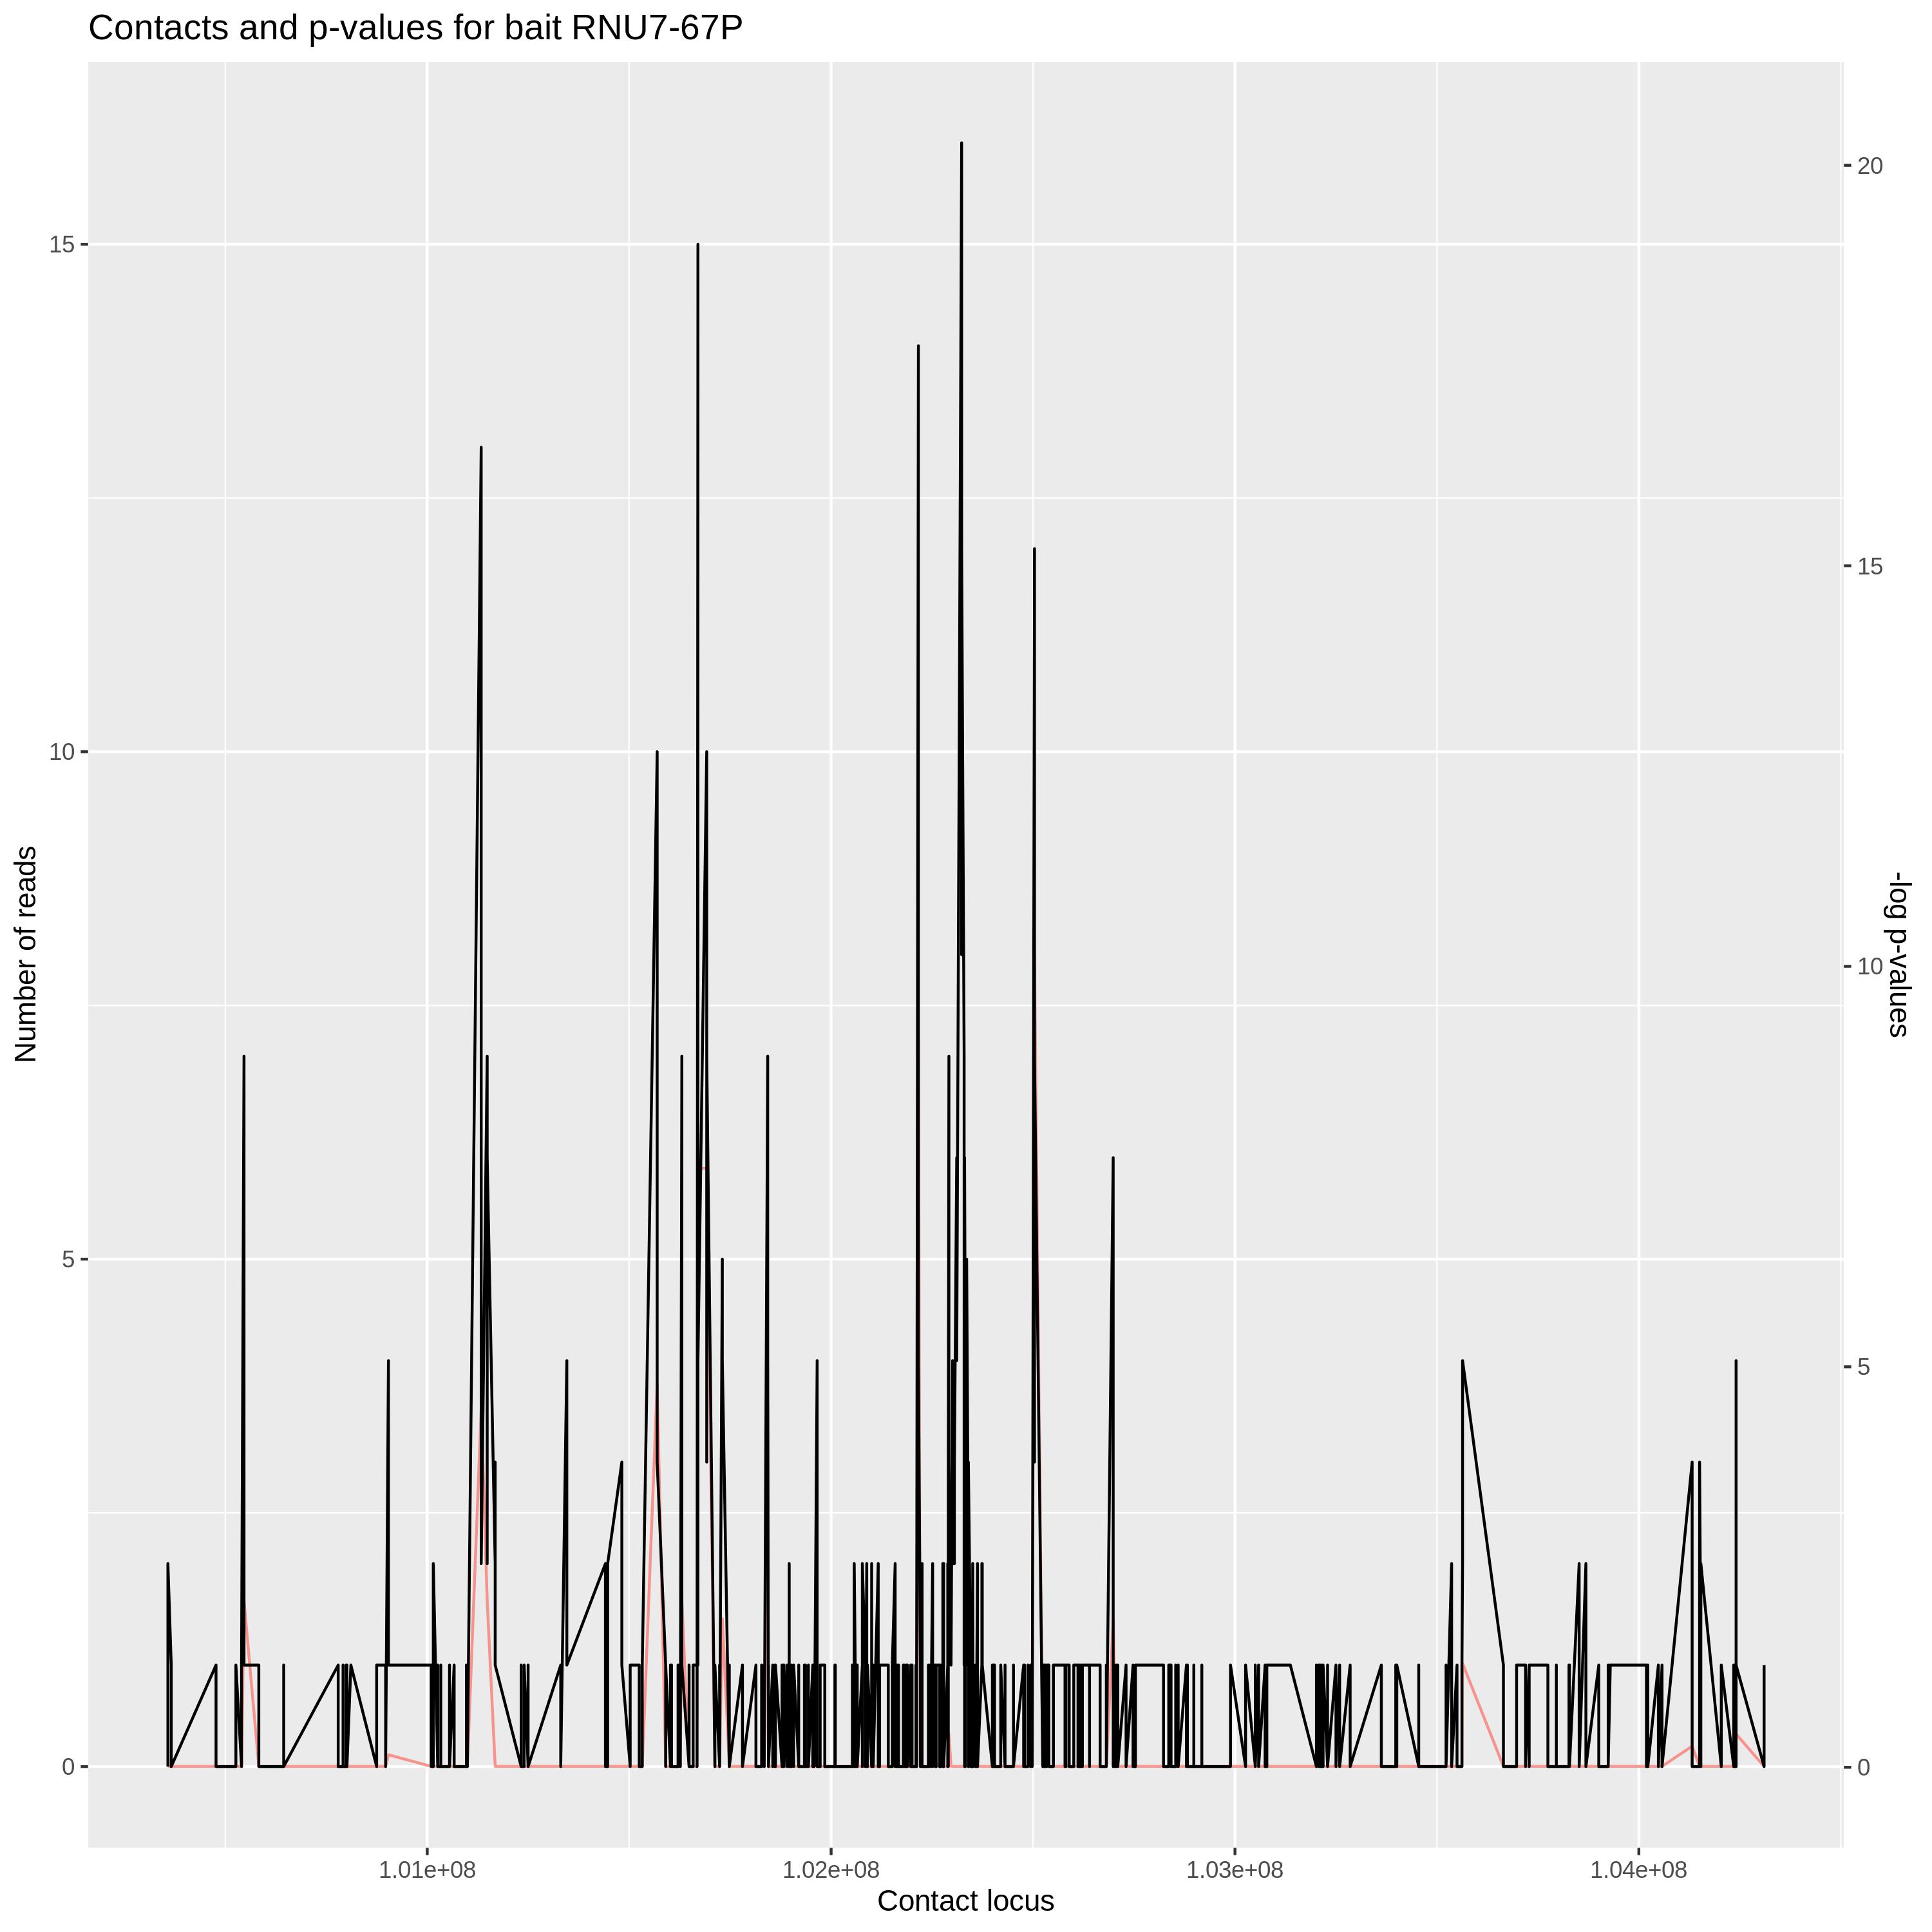 Contacts and p-values for bait RNU7-67P
20
15
15
10
10
5
5
0
0
Number of reads
-log p-values
1.01e+08
1.02e+08
1.03e+08
1.04e+08
Contact locus